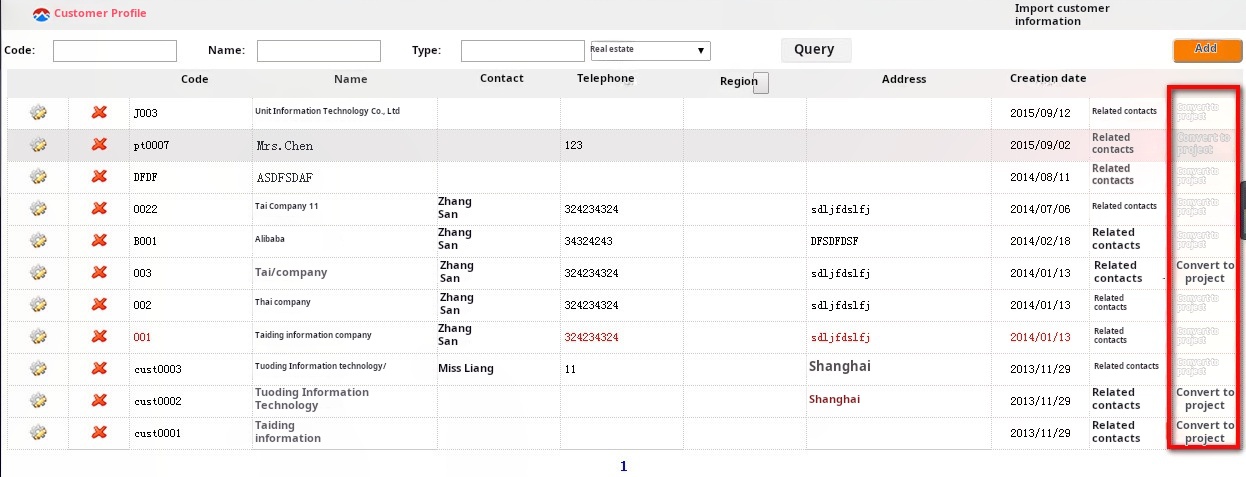 Customer Profile
Import customer
information
Code: Name: Type: Real estate Query Add
Code Name Contact Telephone Region Address Creation date
J003 Unit Information Technology Co., Ltd 2015/09/12 Related contacts Convert to
project
pt0007 Mrs.Chen 123 2015/09/02 Related
contacts Convert to
project
DFDF ASDFSDAF 2014/08/11 Related
contacts Convert to
project
0022 Tai Company 11 Zhang
San 324234324 sdljfdslfj 2014/07/06 Related contacts Convert to
project
B001 Alibaba Zhang
San 34324243 DFSDFDSF 2014/02/18 Related
contacts Convert to
project
003 Tai/company Zhang
San 324234324 sdljfdslfj 2014/01/13 Related
contacts Convert to
project
002 Thai company Zhang
San 324234324 sdljfdslfj 2014/01/13 Related
contacts Convert to
project
001 Taiding information company Zhang
San 324234324 sdljfdslfj 2014/01/13 Related
contacts Convert to
project
cust0003 Tuoding Information technology/ Miss Liang 11 Shanghai 2013/11/29 Related contacts Convert to
project
cust0002 Tuoding Information
Technology Shanghai 2013/11/29 Related
contacts Convert to
project
cust0001 Taiding
information 2013/11/29 Related
contacts Convert to
project
1